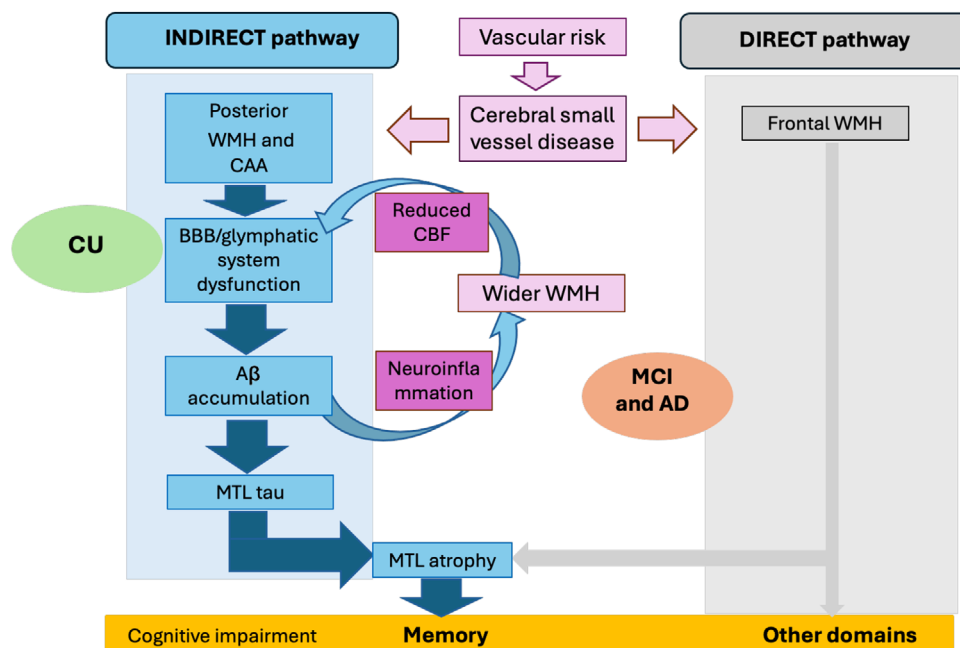 INDIRECT pathway
Vascular risk
DIRECT pathway
Posterior
WMH and
CAA
Cerebral small
vessel disease
Frontal WMH
Reduced
CBF
CU
BBB/glymphatic
system
dysfunction
Wider WMH
Aβ
accumulation
Neuroinfla
mmation
MCI
and AD
MTL tau
MTL atrophy
Cognitive impairment
Memory
Other domains